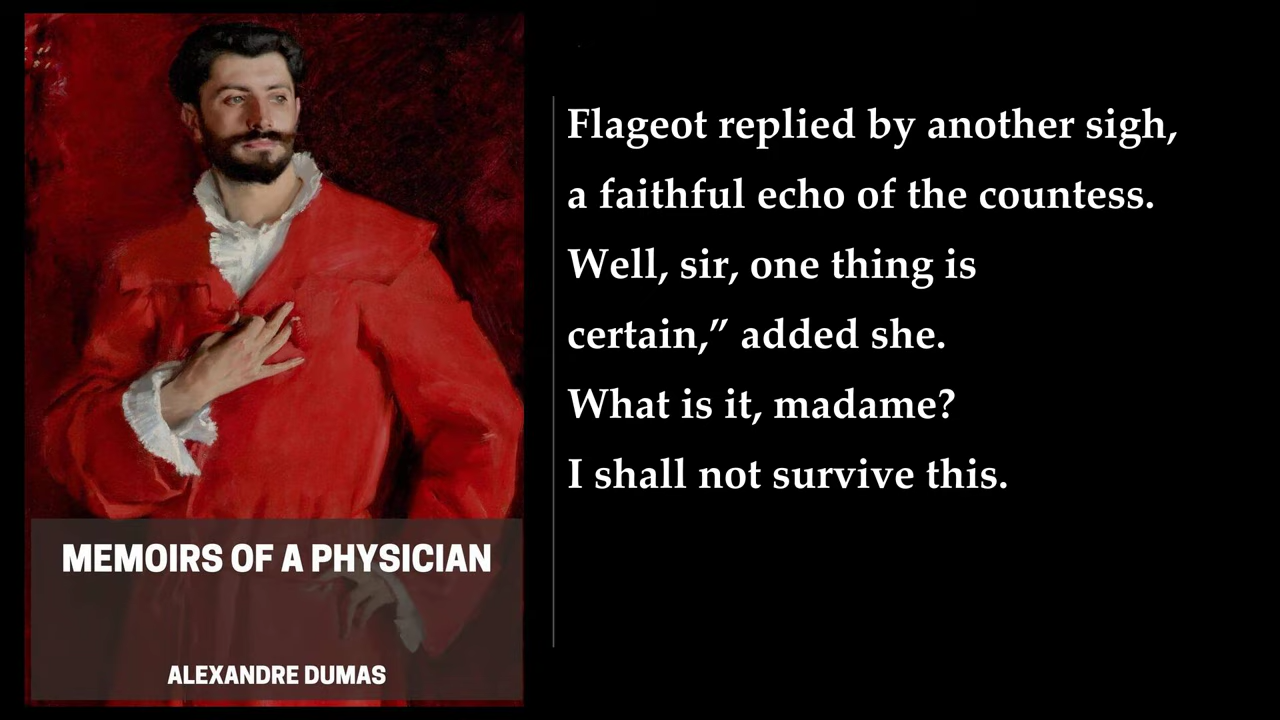 Flageot replied by another sigh,
a faithful echo of the countess.
Well, sir, one thing is
certain,” added she.
What is it, madame?
I shall not survive this.
MEMOIRS OF A PHYSICIAN
ALEXANDRE DUMAS